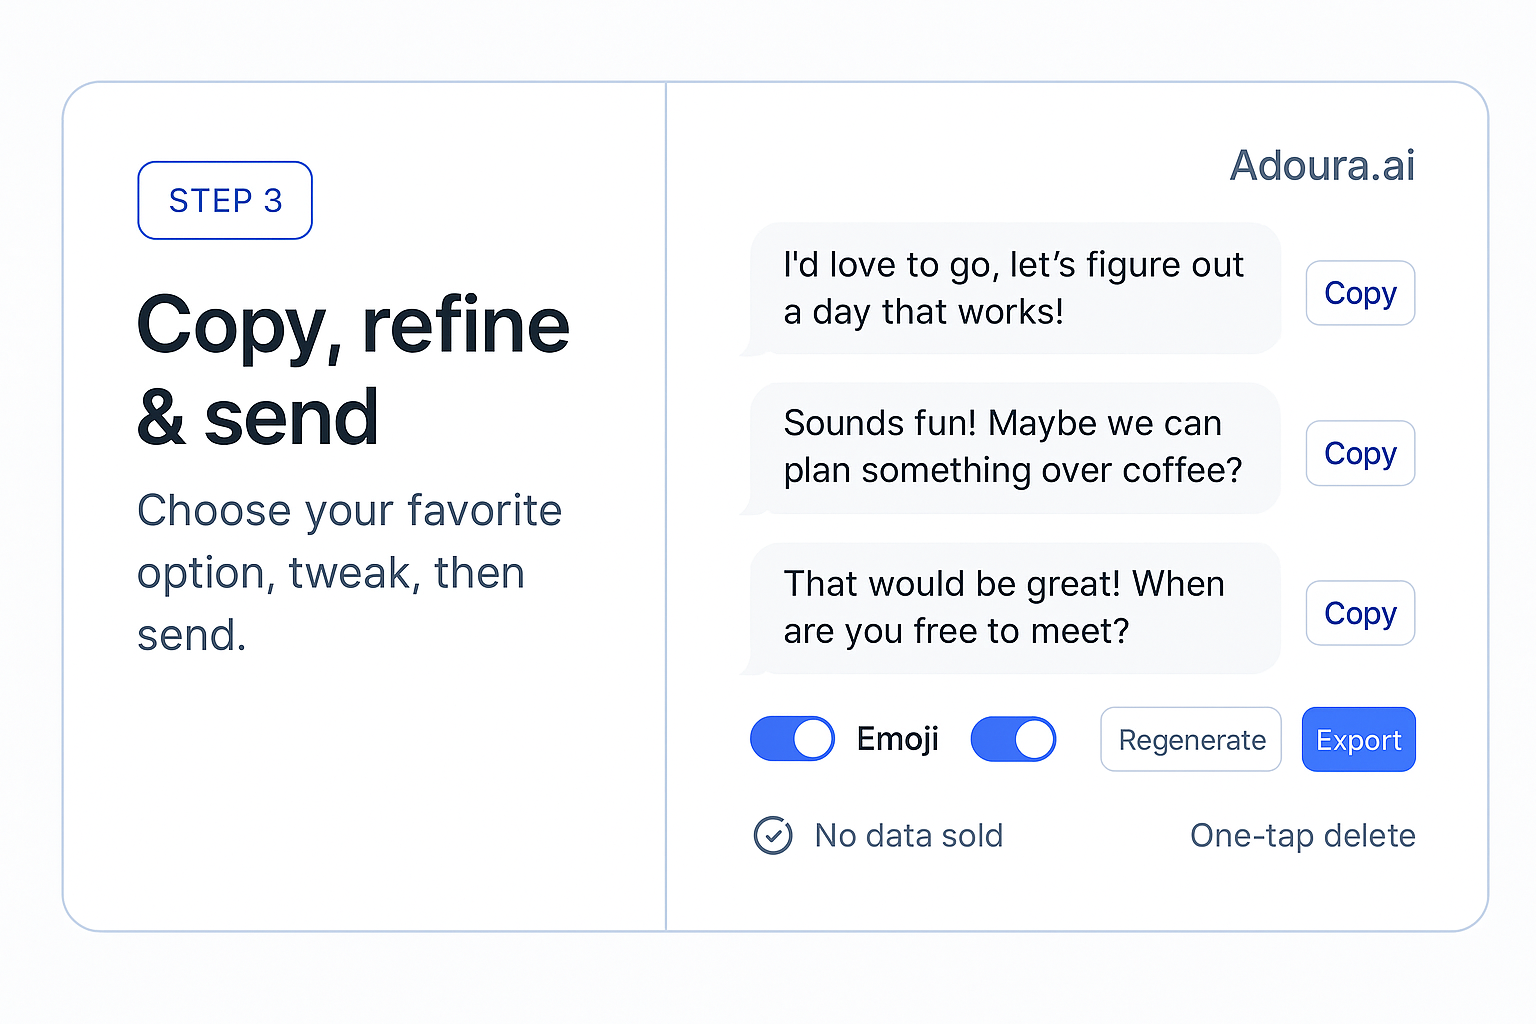 STEP 3
Copy, refine
& send
Choose your favorite
option, tweak, then
send.
Adoura.ai
I'd love to go, let’s figure out
a day that works!
Copy
Sounds fun! Maybe we can
plan something over coffee?
Copy
That would be great! When
are you free to meet?
Copy
Emoji
Regenerate
Export
No data sold
One-tap delete